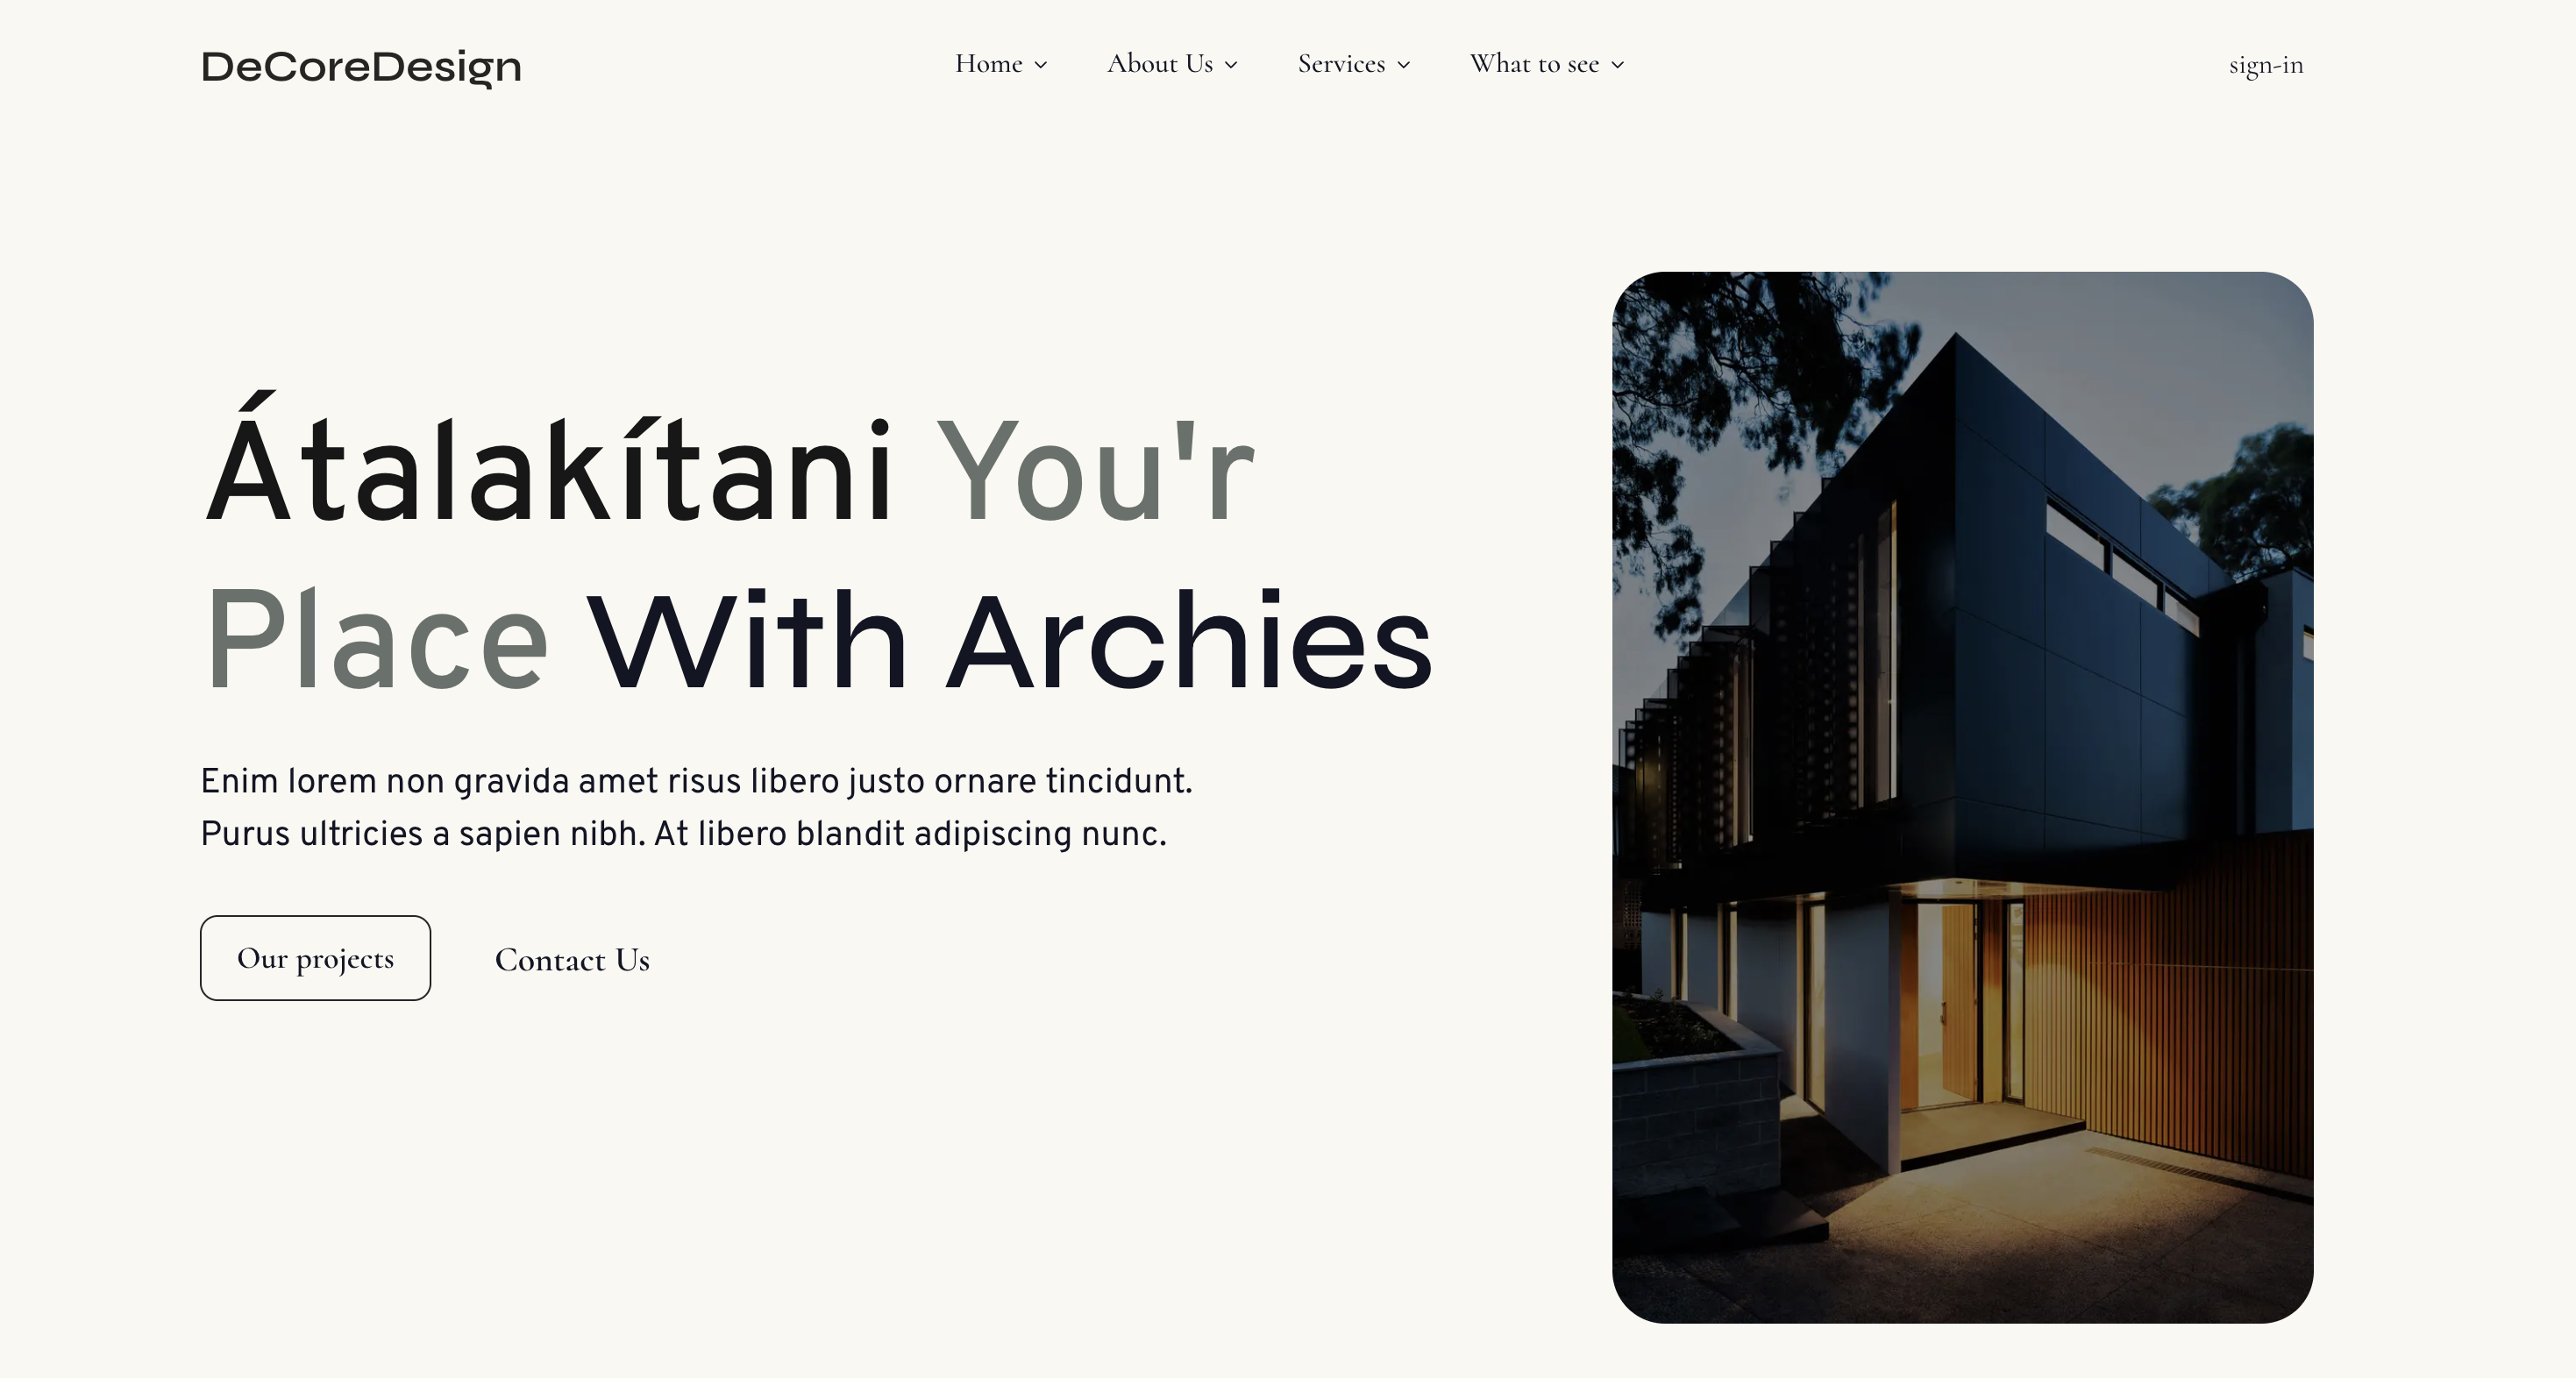 DeCoreDesign
Home
About Us
Services
What to see
sign-in
Átalakítani You'r
Place With Archies
Enim lorem non gravida amet risus libero justo ornare tincidunt.
Purus ultricies a sapien nibh. At libero blandit adipiscing nunc.
Our projects
Contact Us